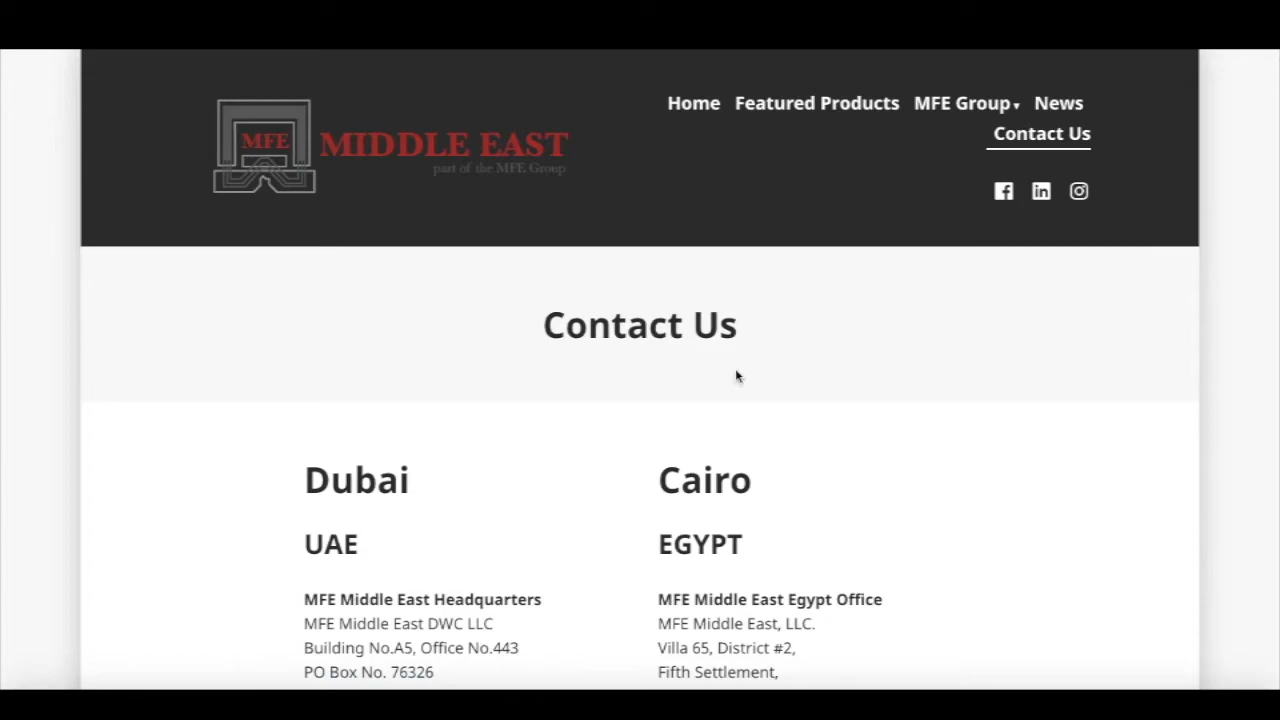 MFE MIDDLE EAST
part of the MFE Group
Home Featured Products MFE Group▾ News
Contact Us
Contact Us
Dubai
UAE
MFE Middle East Headquarters
MFE Middle East DWC LLC
Building No.A5, Office No.443
PO Box No. 76326
Cairo
EGYPT
MFE Middle East Egypt Office
MFE Middle East, LLC.
Villa 65, District #2,
Fifth Settlement,